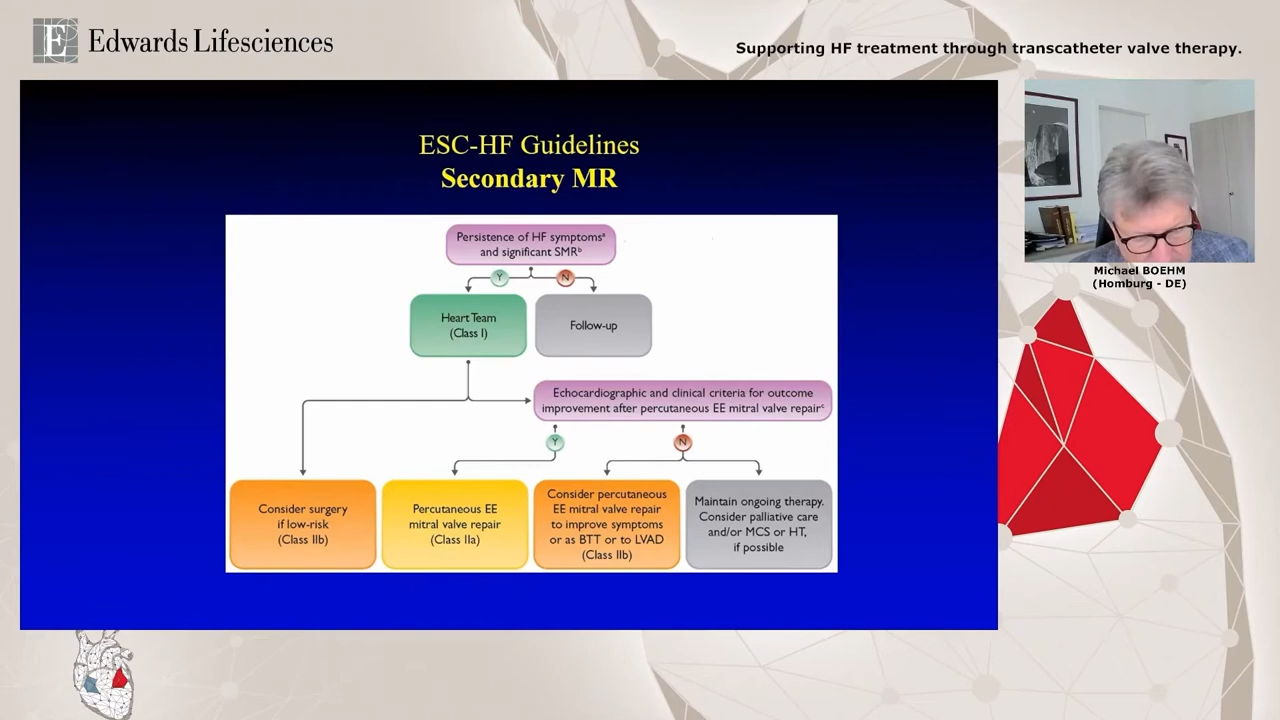 E Edwards Lifesciences
Supporting HF treatment through transcatheter valve therapy.
ESC-HF Guidelines
Secondary MR
Persistence of HF symptomsᵃ
and significant SMRᵇ
Y
N
Heart Team
(Class I)
Follow-up
Echocardiographic and clinical criteria for outcome
improvement after percutaneous EE mitral valve repairᶜ
Y
N
Consider surgery
if low-risk
(Class IIb)
Percutaneous EE
mitral valve repair
(Class IIa)
Consider percutaneous
EE mitral valve repair
to improve symptoms
or as BTT or to LVAD
(Class IIb)
Maintain ongoing therapy.
Consider palliative care
and/or MCS or HT,
if possible
Michael BOEHM
(Homburg - DE)